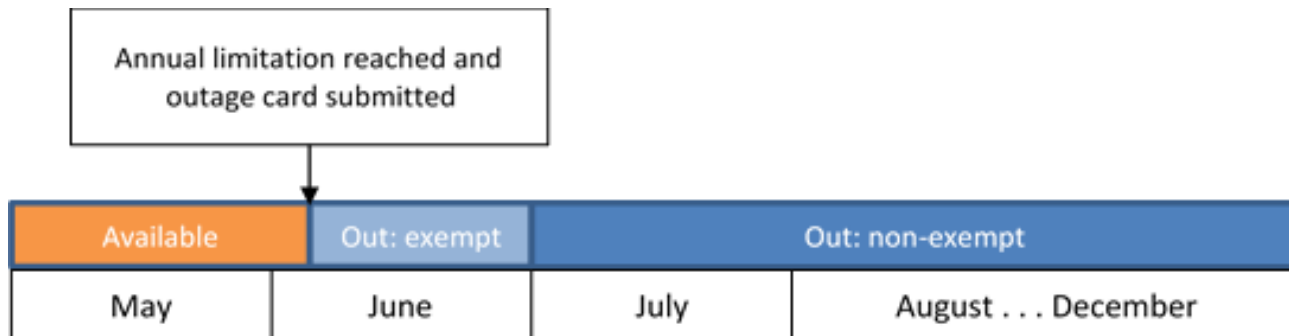 Annual limitation reached and
outage card submitted
Available
Out: exempt
Out: non-exempt
May
June
July
August . . . December